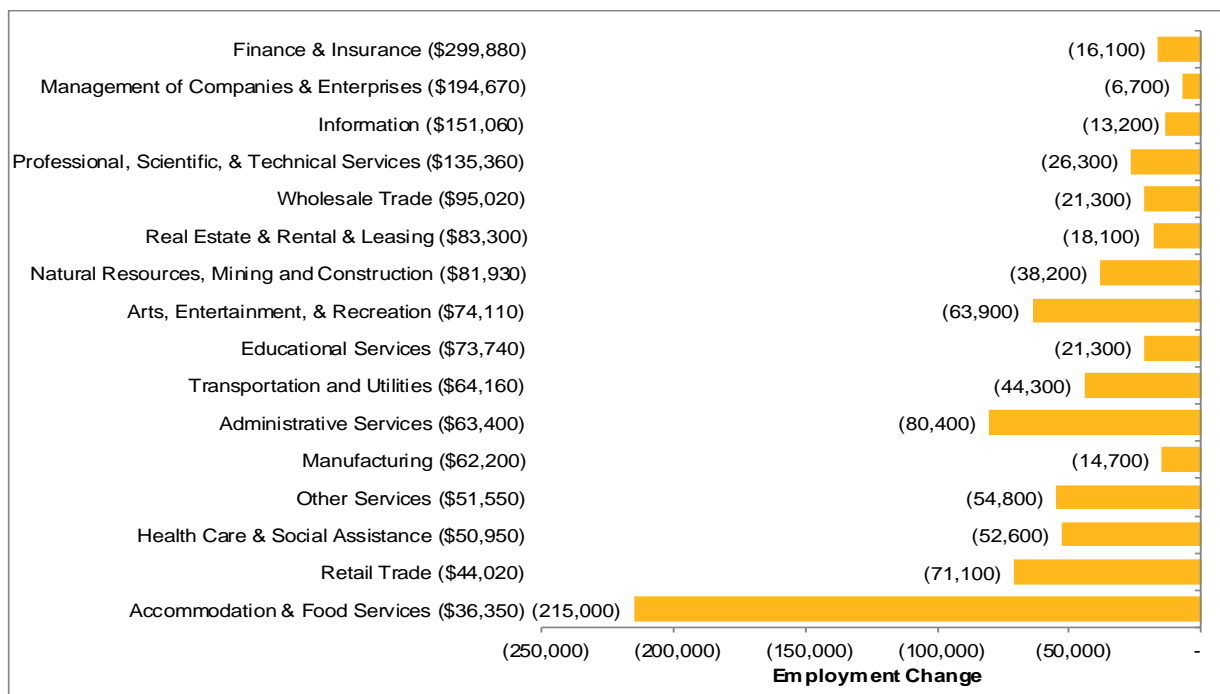 Finance & Insurance ($299,880) (16,100)
Management of Companies & Enterprises ($194,670) (6,700)
Information ($151,060) (13,200)
Professional, Scientific, & Technical Services ($135,360) (26,300)
Wholesale Trade ($95,020) (21,300)
Real Estate & Rental & Leasing ($83,300) (18,100)
Natural Resources, Mining and Construction ($81,930) (38,200)
Arts, Entertainment, & Recreation ($74,110) (63,900)
Educational Services ($73,740) (21,300)
Transportation and Utilities ($64,160) (44,300)
Administrative Services ($63,400) (80,400)
Manufacturing ($62,200) (14,700)
Other Services ($51,550) (54,800)
Health Care & Social Assistance ($50,950) (52,600)
Retail Trade ($44,020) (71,100)
Accommodation & Food Services ($36,350) (215,000)
(250,000) (200,000) (150,000) (100,000) (50,000) -
Employment Change